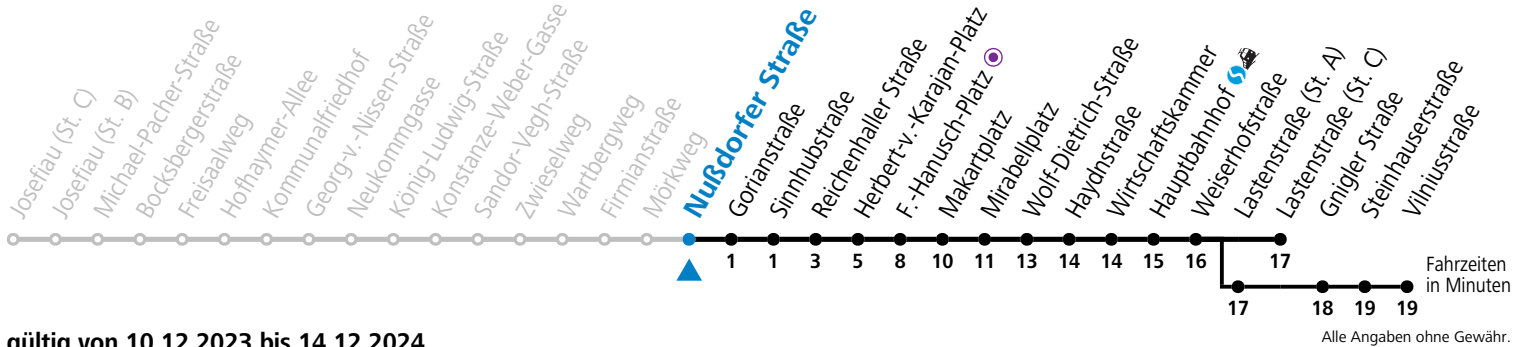 Josefiau (St. C)
Josefiau (St. B)
Michael-Pacher-Straße
Bocksbergerstraße
Freisaalweg
Hofhaymer-Allee
Kommunalfriedhof
Georg-v.-Nissen-Straße
Neukommgasse
König-Ludwig-Straße
Konstanze-Weber-Gasse
Sandor-Vegh-Straße
Zwieselweg
Wartbergweg
Firmianstraße
Mörkweg
Nußdorfer Straße
Gorianstraße
Sinnhubstraße
Reichenhaller Straße
Herbert-v.-Karajan-Platz
F.-Hanusch-Platz
Makartplatz
Mirabellplatz
Wolf-Dietrich-Straße
Haydnstraße
Wirtschaftskammer
Hauptbahnhof
Weiserhofstraße
Lastenstraße (St. A)
Lastenstraße (St. C)
Gnigler Straße
Steinhauserstraße
Vilniusstraße
1 1 3 5 8 10 11 13 14 14 15 16 17
Fahrzeiten
in Minuten
17 18 19 19
Alle Angaben ohne Gewähr.
gültig von 10.12.2023 bis 14.12.2024